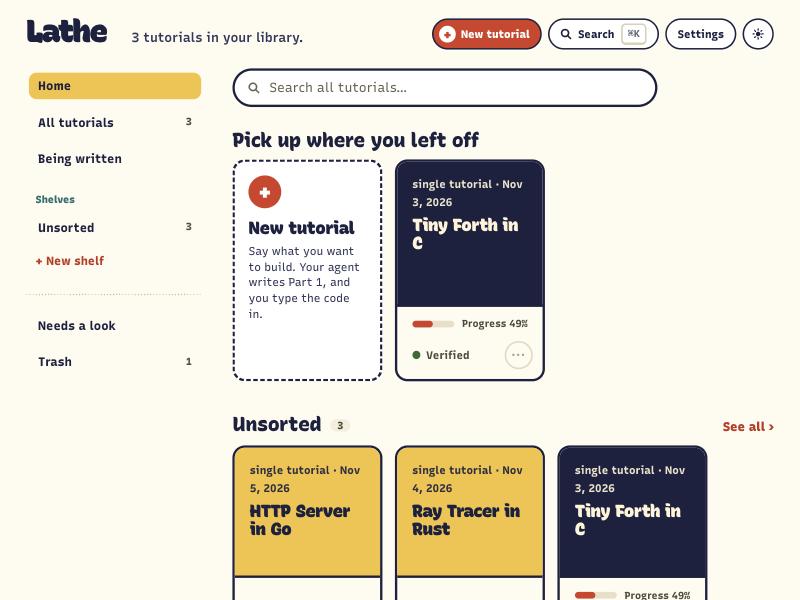 Lathe
3 tutorials in your library.
New tutorial
Search ⌘K
Settings
Home
All tutorials 3
Being written
Shelves
Unsorted 3
+ New shelf
Needs a look
Trash 1
Search all tutorials...
Pick up where you left off
New tutorial
Say what you want
to build. Your agent
writes Part 1, and
you type the code
in.
single tutorial · Nov
3, 2026
Tiny Forth in
C
Progress 49%
Verified
Unsorted 3
See all ›
single tutorial · Nov
5, 2026
HTTP Server
in Go
single tutorial · Nov
4, 2026
Ray Tracer in
Rust
single tutorial · Nov
3, 2026
Tiny Forth in
C
Progress 49%